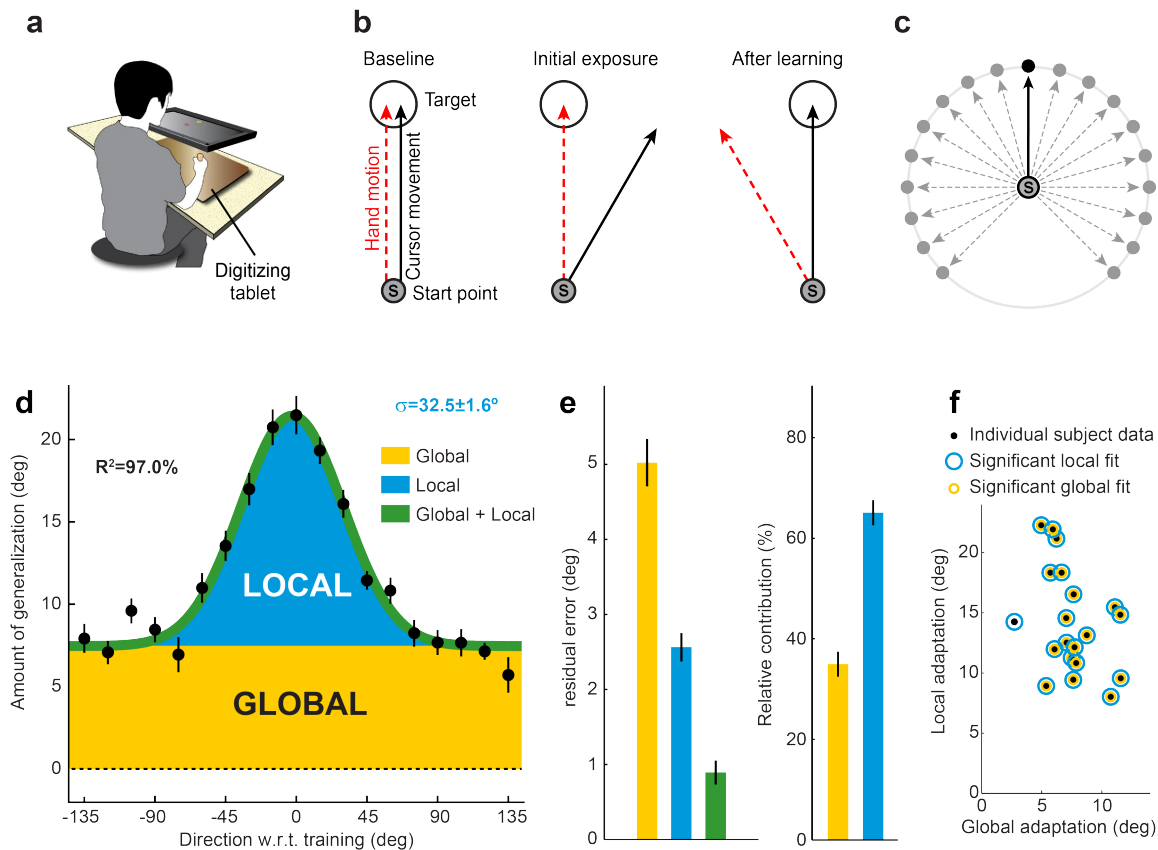 a
Digitizing
tablet
b
Baseline
Initial exposure
After learning
Target
Hand motion
Cursor movement
S
Start point
S
S
c
S
d
σ=32.5±1.6º
R²=97.0%
Global
Local
Global + Local
LOCAL
GLOBAL
Amount of generalization (deg)
20
15
10
5
0
-135
-90
-45
0
45
90
135
Direction w.r.t. training (deg)
e
residual error (deg)
5
4
3
2
1
0
Relative contribution (%)
80
60
40
20
0
f
Individual subject data
Significant local fit
Significant global fit
Local adaptation (deg)
20
15
10
5
0
0
5
10
Global adaptation (deg)